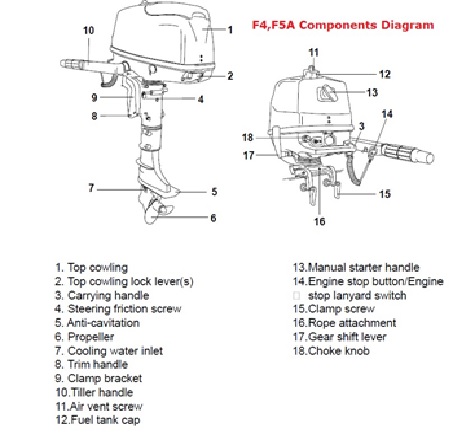 F4,F5A Components Diagram
10
1
2
9
4
8
7
5
6
11
12
13
14
3
18
17
15
16
1. Top cowling
2. Top cowling lock lever(s)
3. Carrying handle
4. Steering friction screw
5. Anti-cavitation
6. Propeller
7. Cooling water inlet
8. Trim handle
9. Clamp bracket
10.Tiller handle
11.Air vent screw
12.Fuel tank cap
13.Manual starter handle
14.Engine stop button/Engine
stop lanyard switch
15.Clamp screw
16.Rope attachment
17.Gear shift lever
18.Choke knob